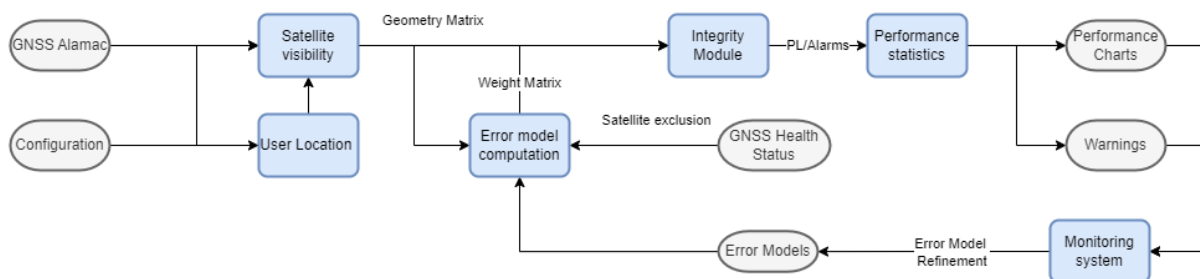 Geometry Matrix
GNSS Alamac
Satellite
visibility
Integrity
Module
PL/Alarms
Performance
statistics
Performance
Charts
Weight Matrix
Configuration
User Location
Error model
computation
Satellite exclusion
GNSS Health
Status
Warnings
Error Models
Error Model
Refinement
Monitoring
system